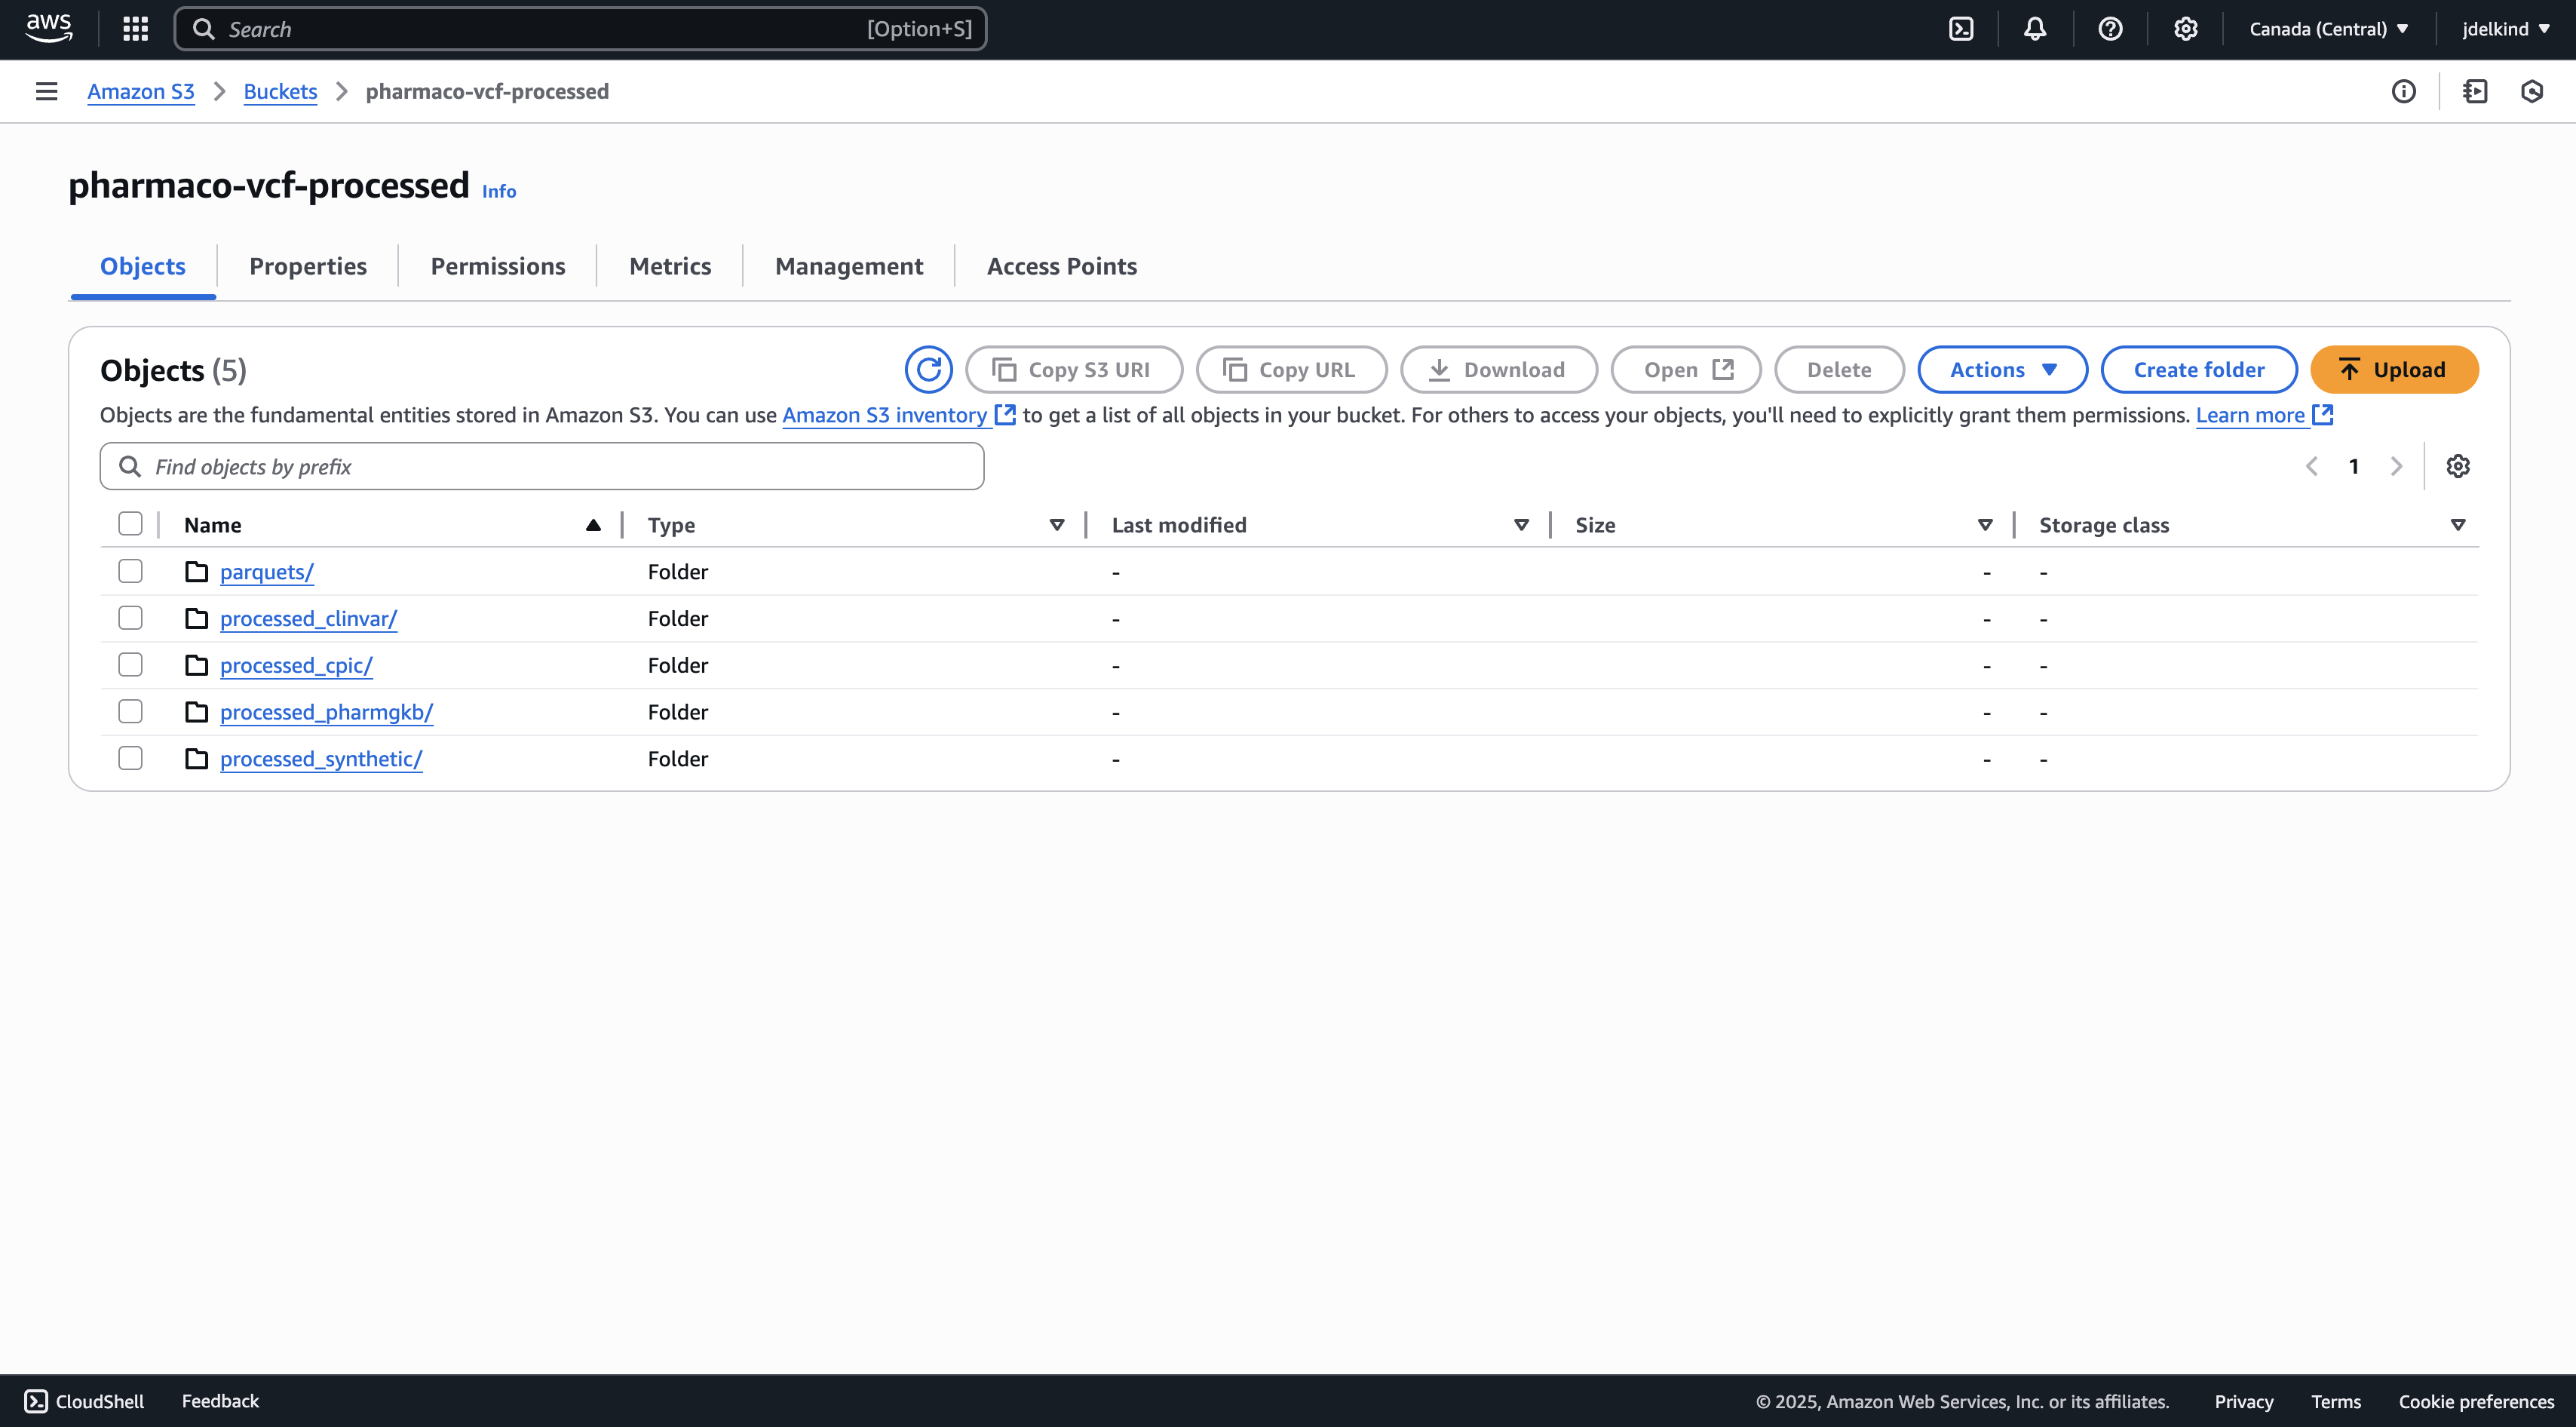 aws
Search [Option+S] Canada (Central) jdelkind
Amazon S3 Buckets pharmaco-vcf-processed
pharmaco-vcf-processed Info
Objects Properties Permissions Metrics Management Access Points
Objects (5) Copy S3 URI Copy URL Download Open Delete Actions Create folder Upload
Objects are the fundamental entities stored in Amazon S3. You can use Amazon S3 inventory to get a list of all objects in your bucket. For others to access your objects, you'll need to explicitly grant them permissions. Learn more
Find objects by prefix 1
Name Type Last modified Size Storage class
parquets/ Folder - - -
processed_clinvar/ Folder - - -
processed_cpic/ Folder - - -
processed_pharmgkb/ Folder - - -
processed_synthetic/ Folder - - -
CloudShell Feedback © 2025, Amazon Web Services, Inc. or its affiliates. Privacy Terms Cookie preferences